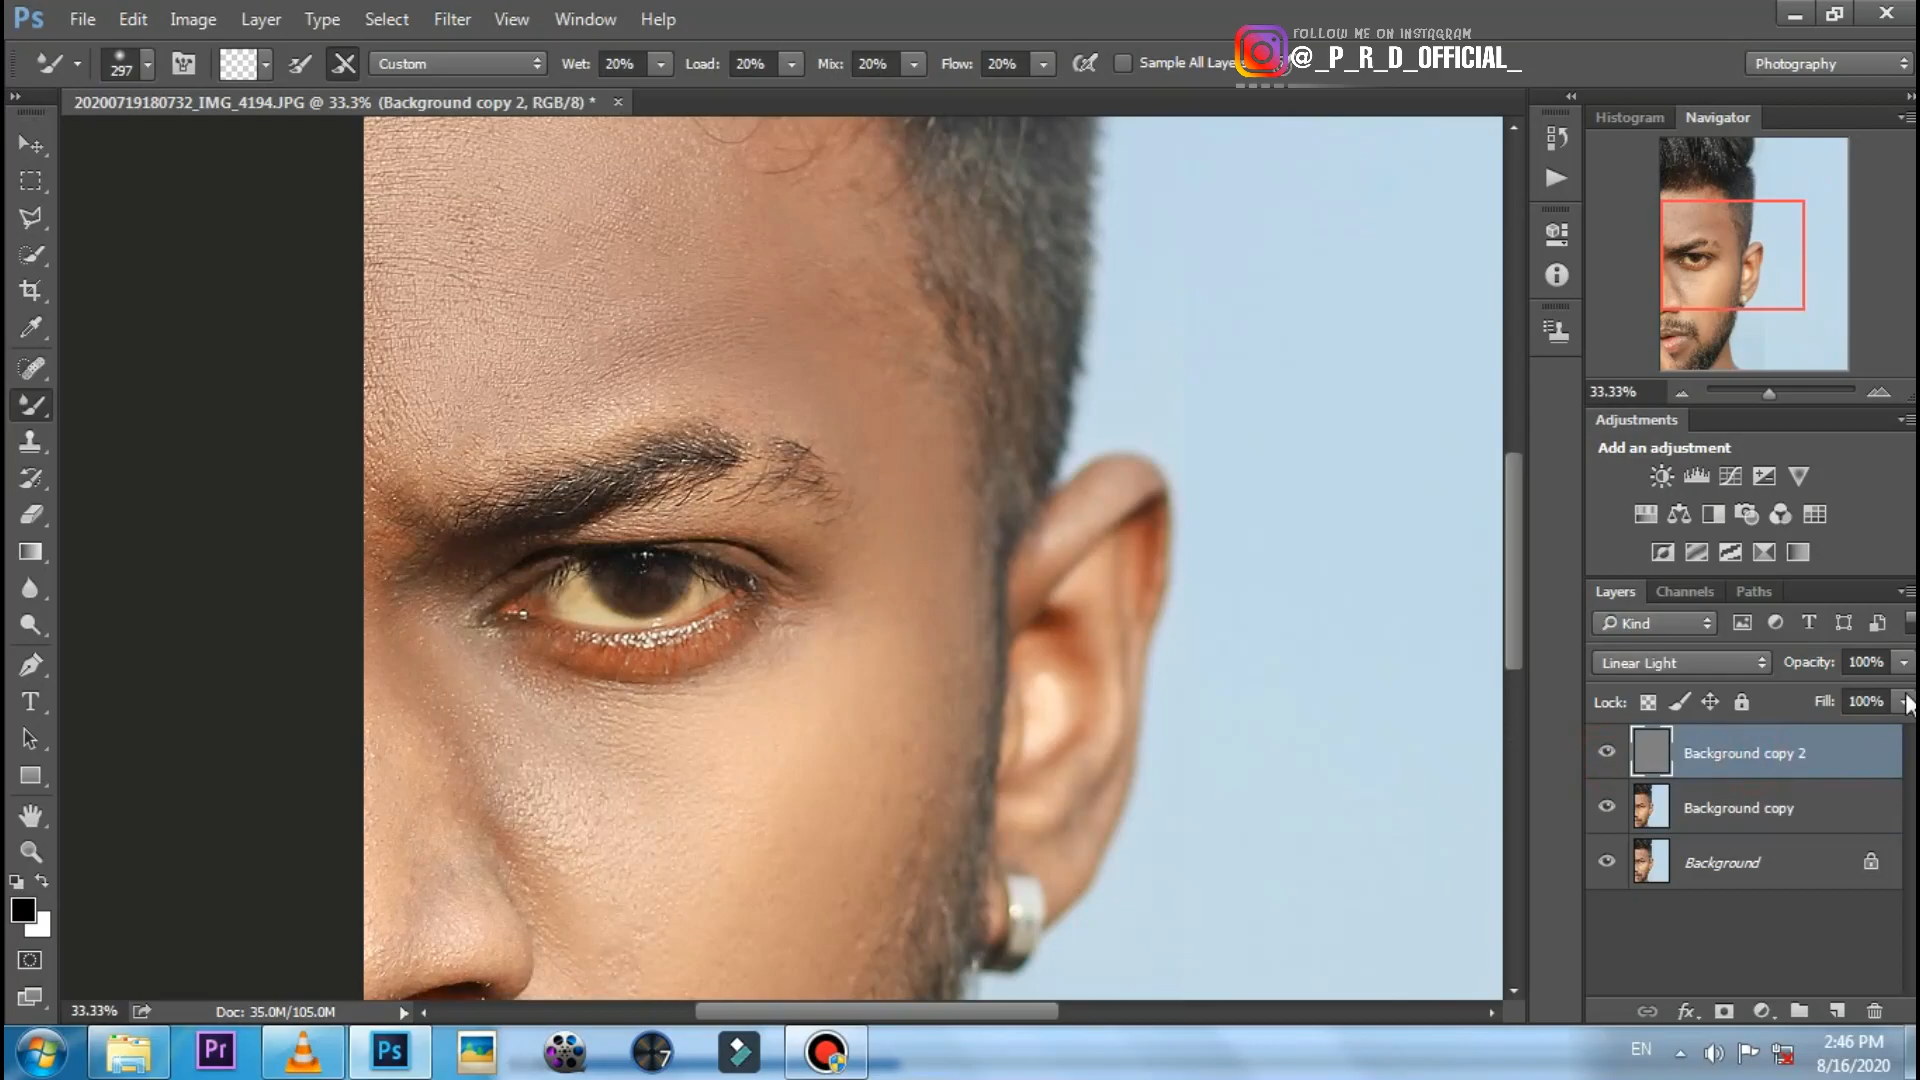 Ps File Edit Image Layer Type Select Filter View Window Help
FOLLOW ME ON INSTAGRAM
@_P_R_D_OFFICIAL_
297 Custom Wet: 20% Load: 20% Mix: 20% Flow: 20% Sample All Layers Photography
20200719180732_IMG_4194.JPG @ 33.3% (Background copy 2, RGB/8) *
Histogram Navigator
33.33%
Adjustments
Add an adjustment
Layers Channels Paths
Kind
Linear Light Opacity: 100%
Lock: Fill: 100%
Background copy 2
Background copy
Background
33.33% Doc: 35.0M/105.0M
Pr Ps 7 EN 2:46 PM
8/16/2020